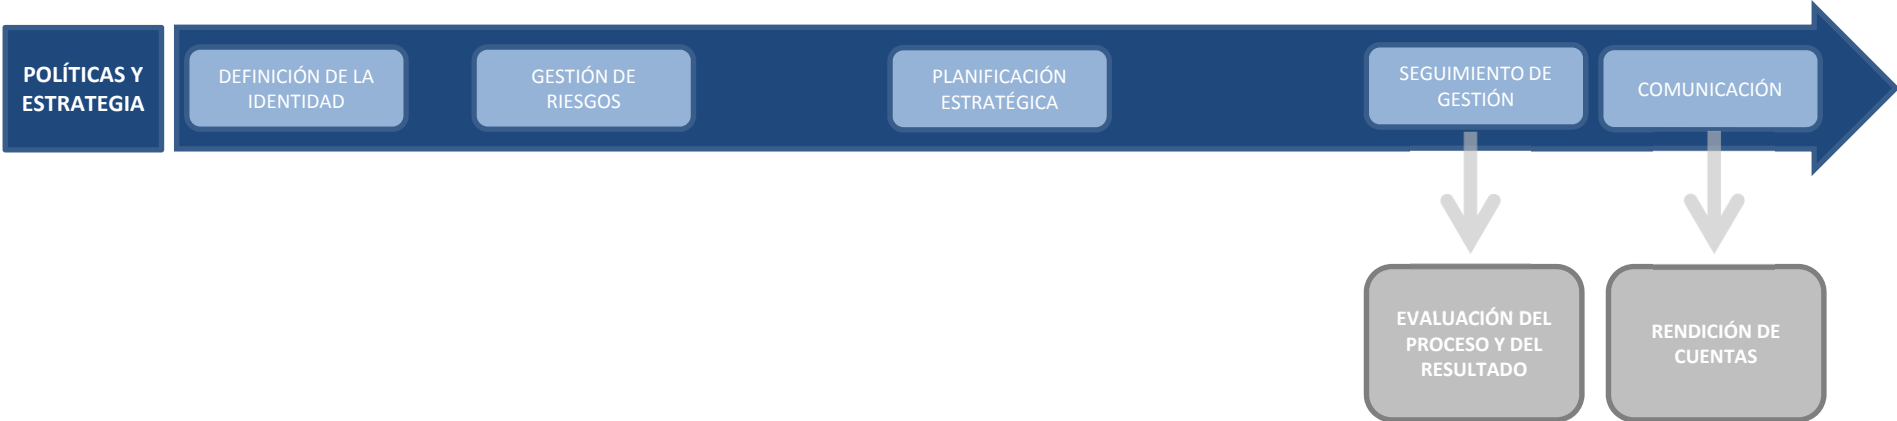 POLÍTICAS Y
ESTRATEGIA
DEFINICIÓN DE LA
IDENTIDAD
GESTIÓN DE
RIESGOS
PLANIFICACIÓN
ESTRATÉGICA
SEGUIMIENTO DE
GESTIÓN
COMUNICACIÓN
EVALUACIÓN DEL
PROCESO Y DEL
RESULTADO
RENDICIÓN DE
CUENTAS